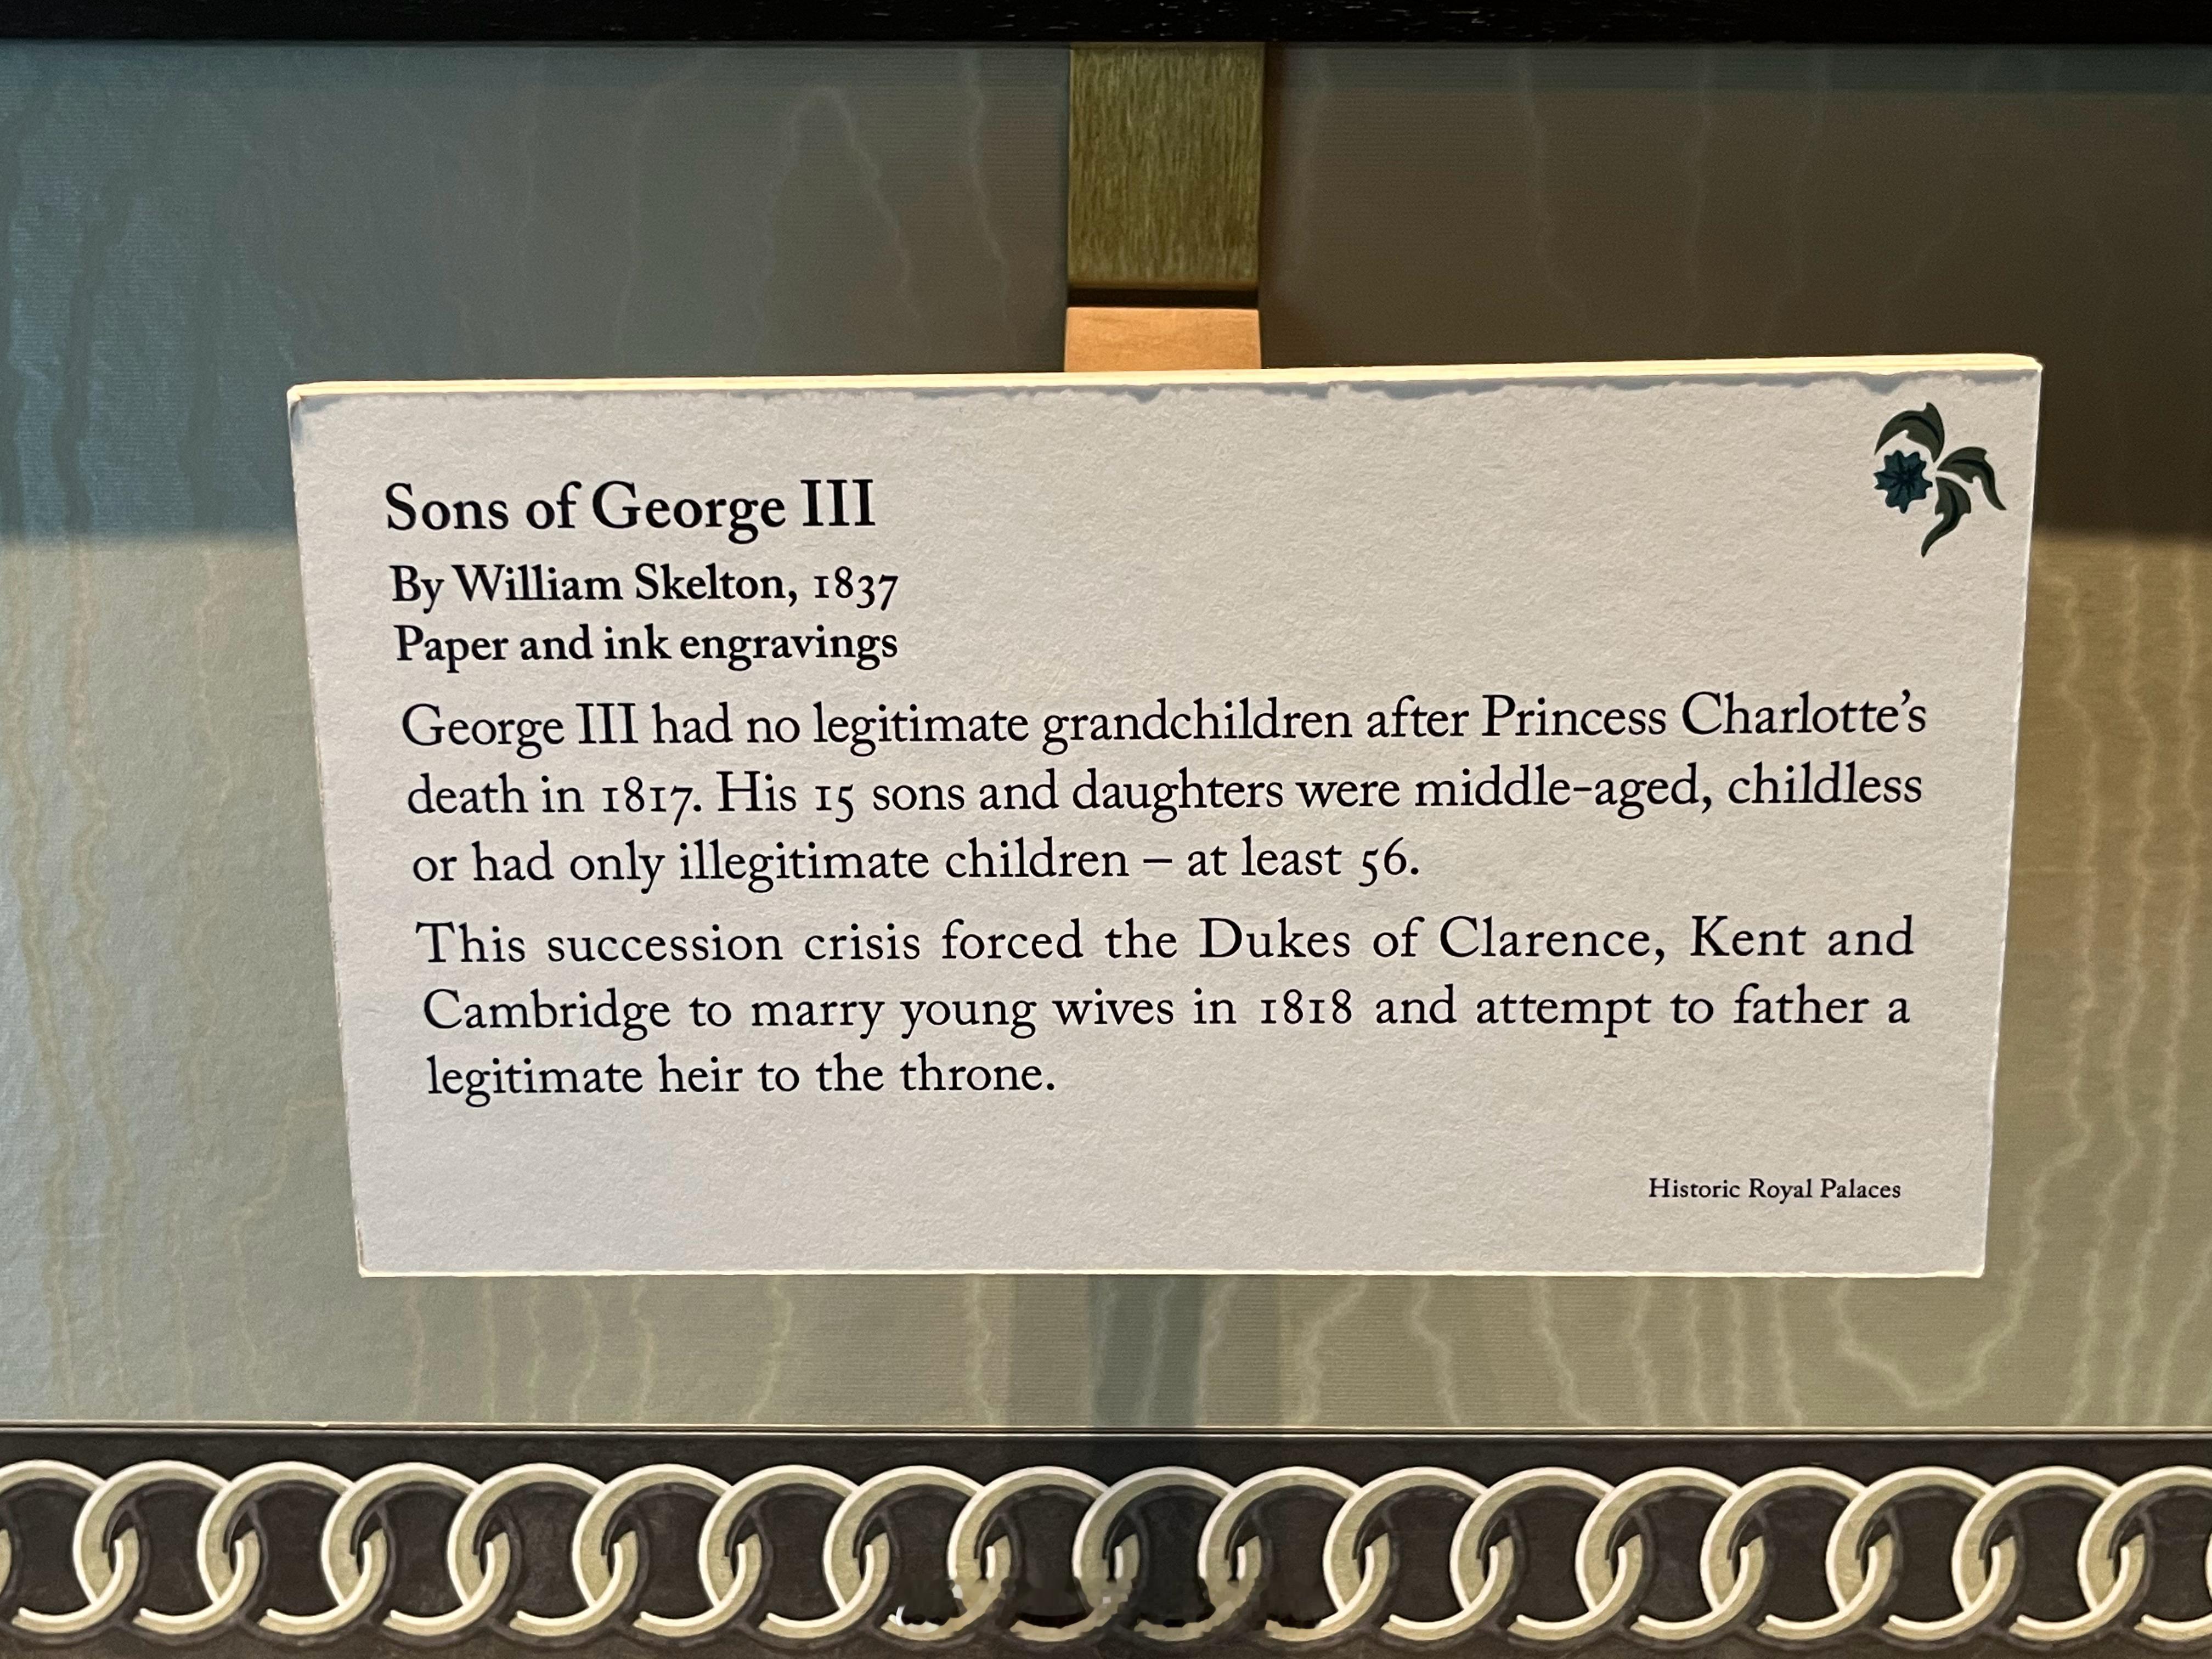 Sons of George III
By William Skelton, 1837
Paper and ink engravings
George III had no legitimate grandchildren after Princess Charlotte’s
death in 1817. His 15 sons and daughters were middle-aged, childless
or had only illegitimate children – at least 56.
This succession crisis forced the Dukes of Clarence, Kent and
Cambridge to marry young wives in 1818 and attempt to father a
legitimate heir to the throne.
Historic Royal Palaces